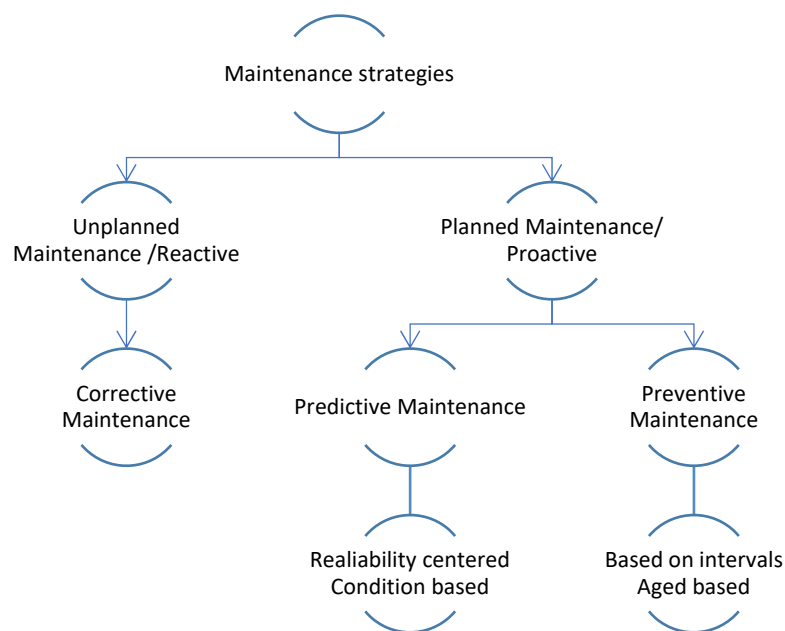 Maintenance strategies
Unplanned
Maintenance /Reactive
Planned Maintenance/
Proactive
Corrective
Maintenance
Predictive Maintenance
Preventive
Maintenance
Realiability centered
Condition based
Based on intervals
Aged based